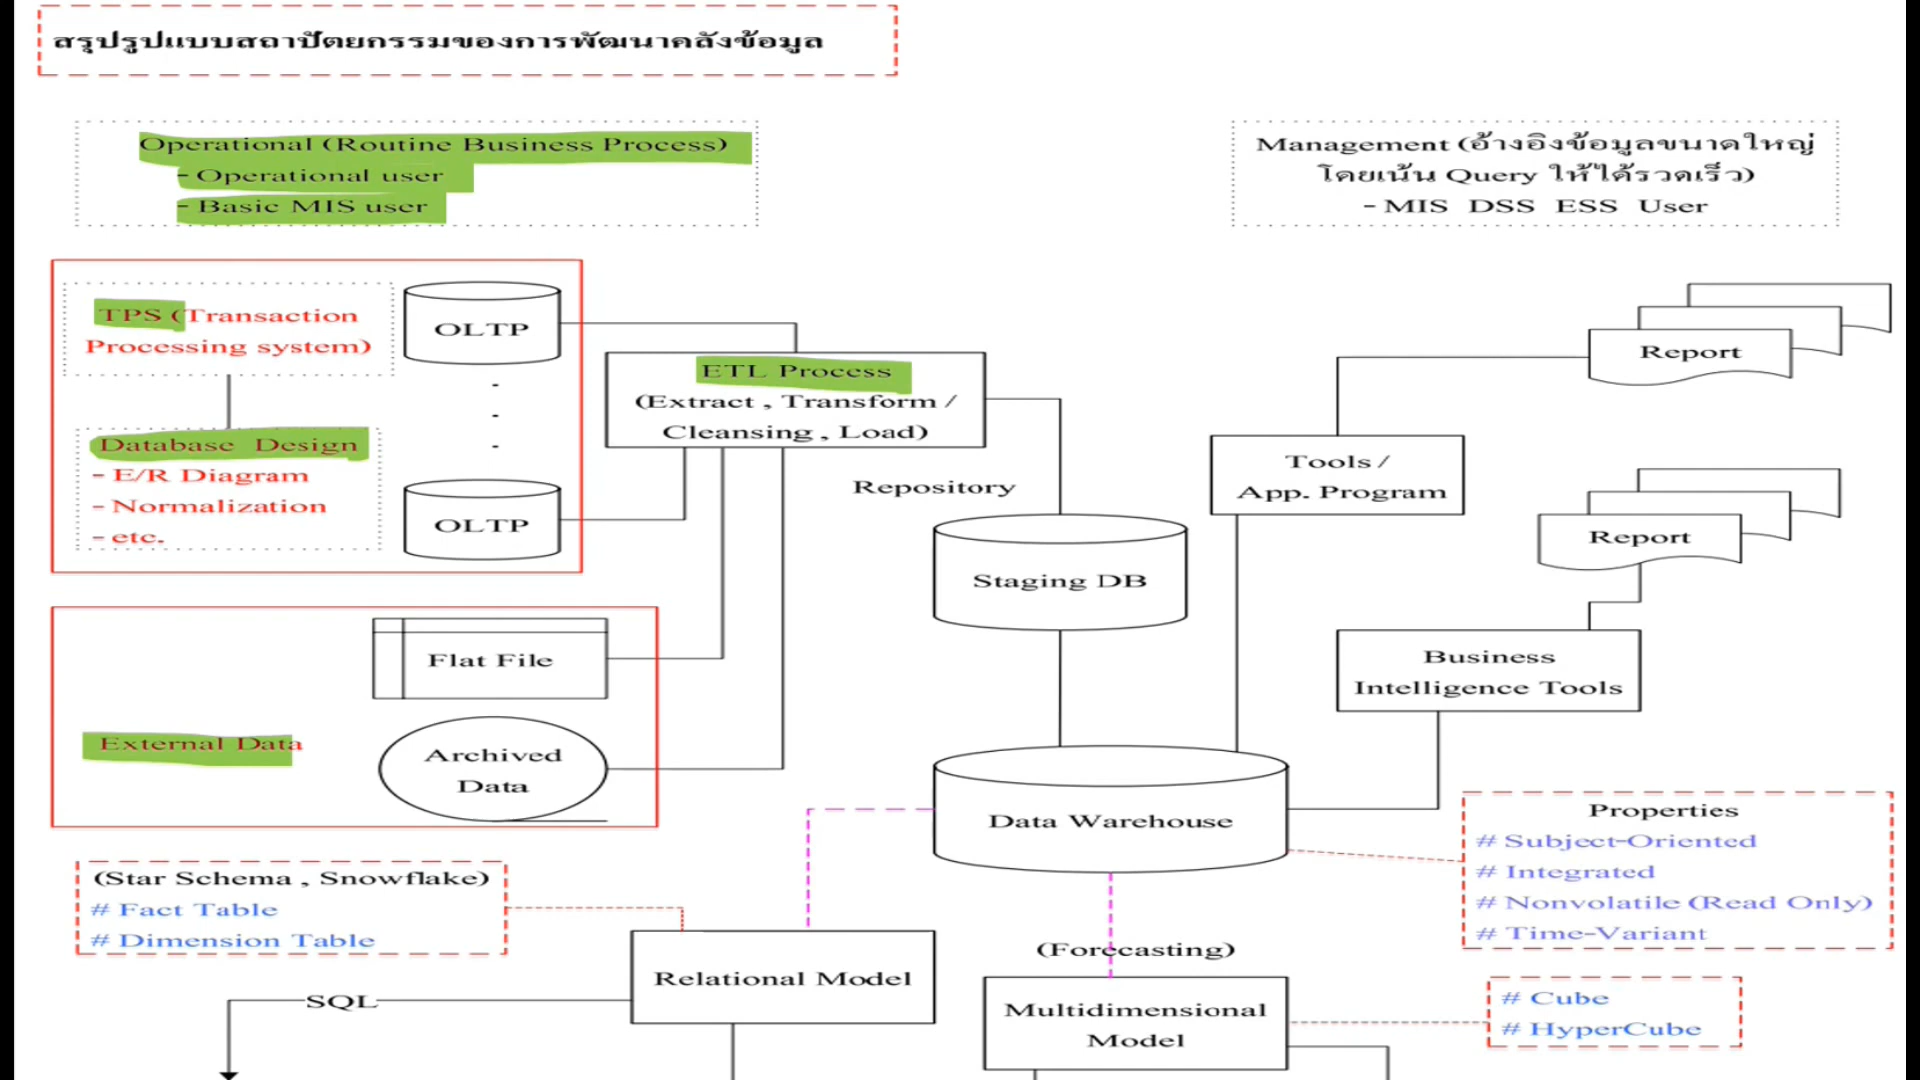 สรุปรูปแบบสถาปัตยกรรมของการพัฒนาคลังข้อมูล
Operational (Routine Business Process)
- Operational user
- Basic MIS user
Management (อ้างอิงข้อมูลขนาดใหญ่
โดยเน้น Query ให้ได้รวดเร็ว)
- MIS DSS ESS User
TPS (Transaction
Processing system)
OLTP
Database Design
- E/R Diagram
- Normalization
- etc.
OLTP
ETL Process
(Extract , Transform /
Cleansing , Load)
Repository
Staging DB
Tools /
App. Program
Report
Report
Business
Intelligence Tools
External Data
Flat File
Archived
Data
Data Warehouse
Properties
# Subject-Oriented
# Integrated
# Nonvolatile (Read Only)
# Time-Variant
(Star Schema , Snowflake)
# Fact Table
# Dimension Table
Relational Model
SQL
(Forecasting)
Multidimensional
Model
# Cube
# HyperCube